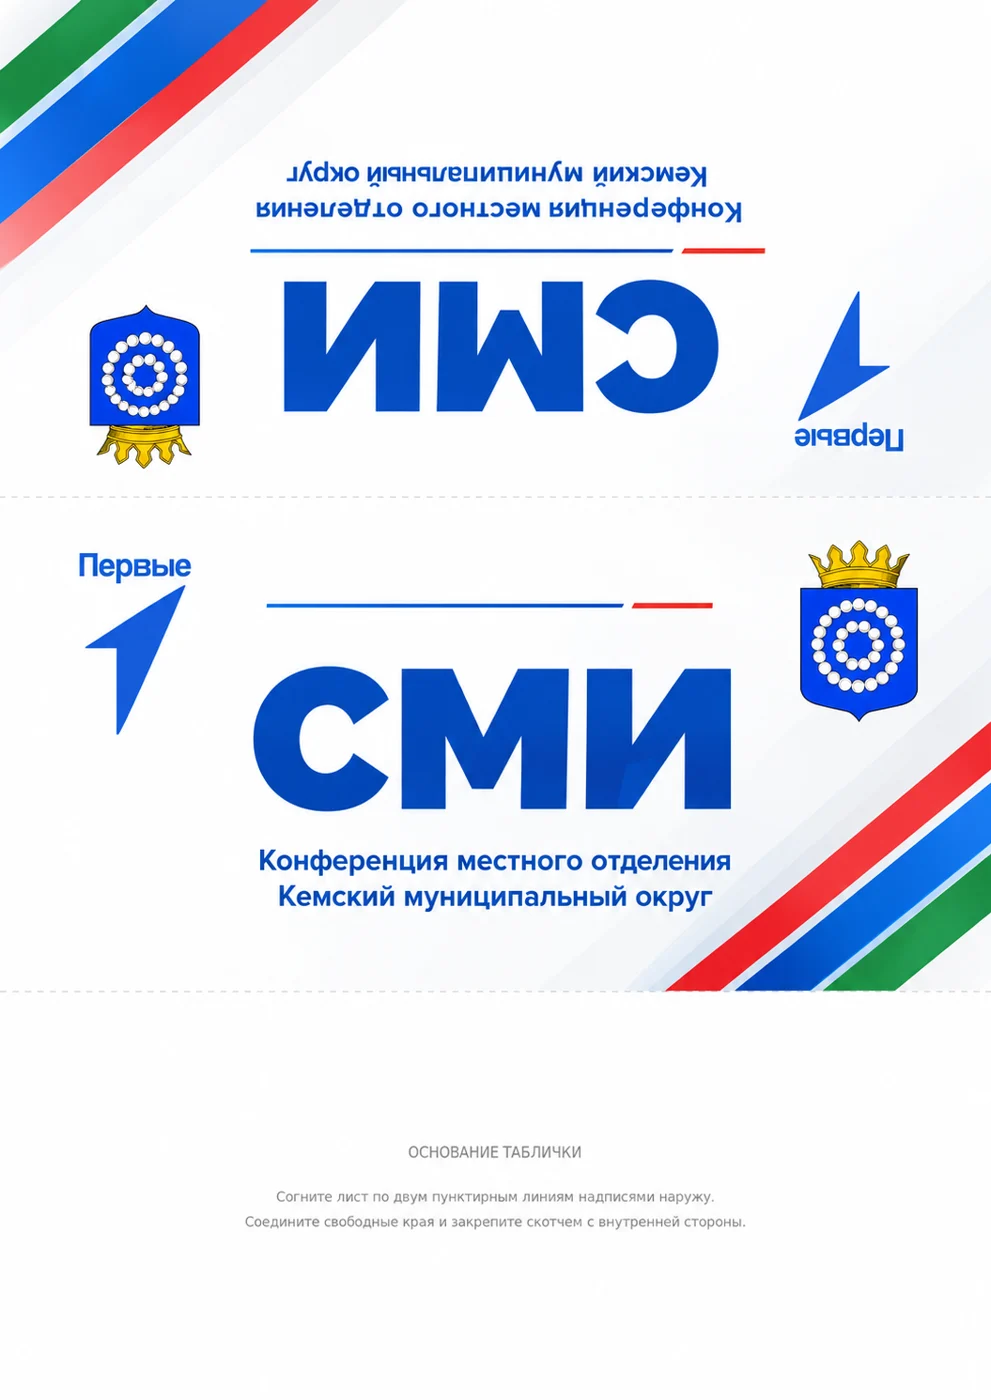 Кемский муниципальный округ
Конференция местного отделения
СМИ
Первые
Первые
СМИ
Конференция местного отделения
Кемский муниципальный округ
ОСНОВАНИЕ ТАБЛИЧКИ
Согните лист по двум пунктирным линиям надписями наружу.
Соедините свободные края и закрепите скотчем с внутренней стороны.